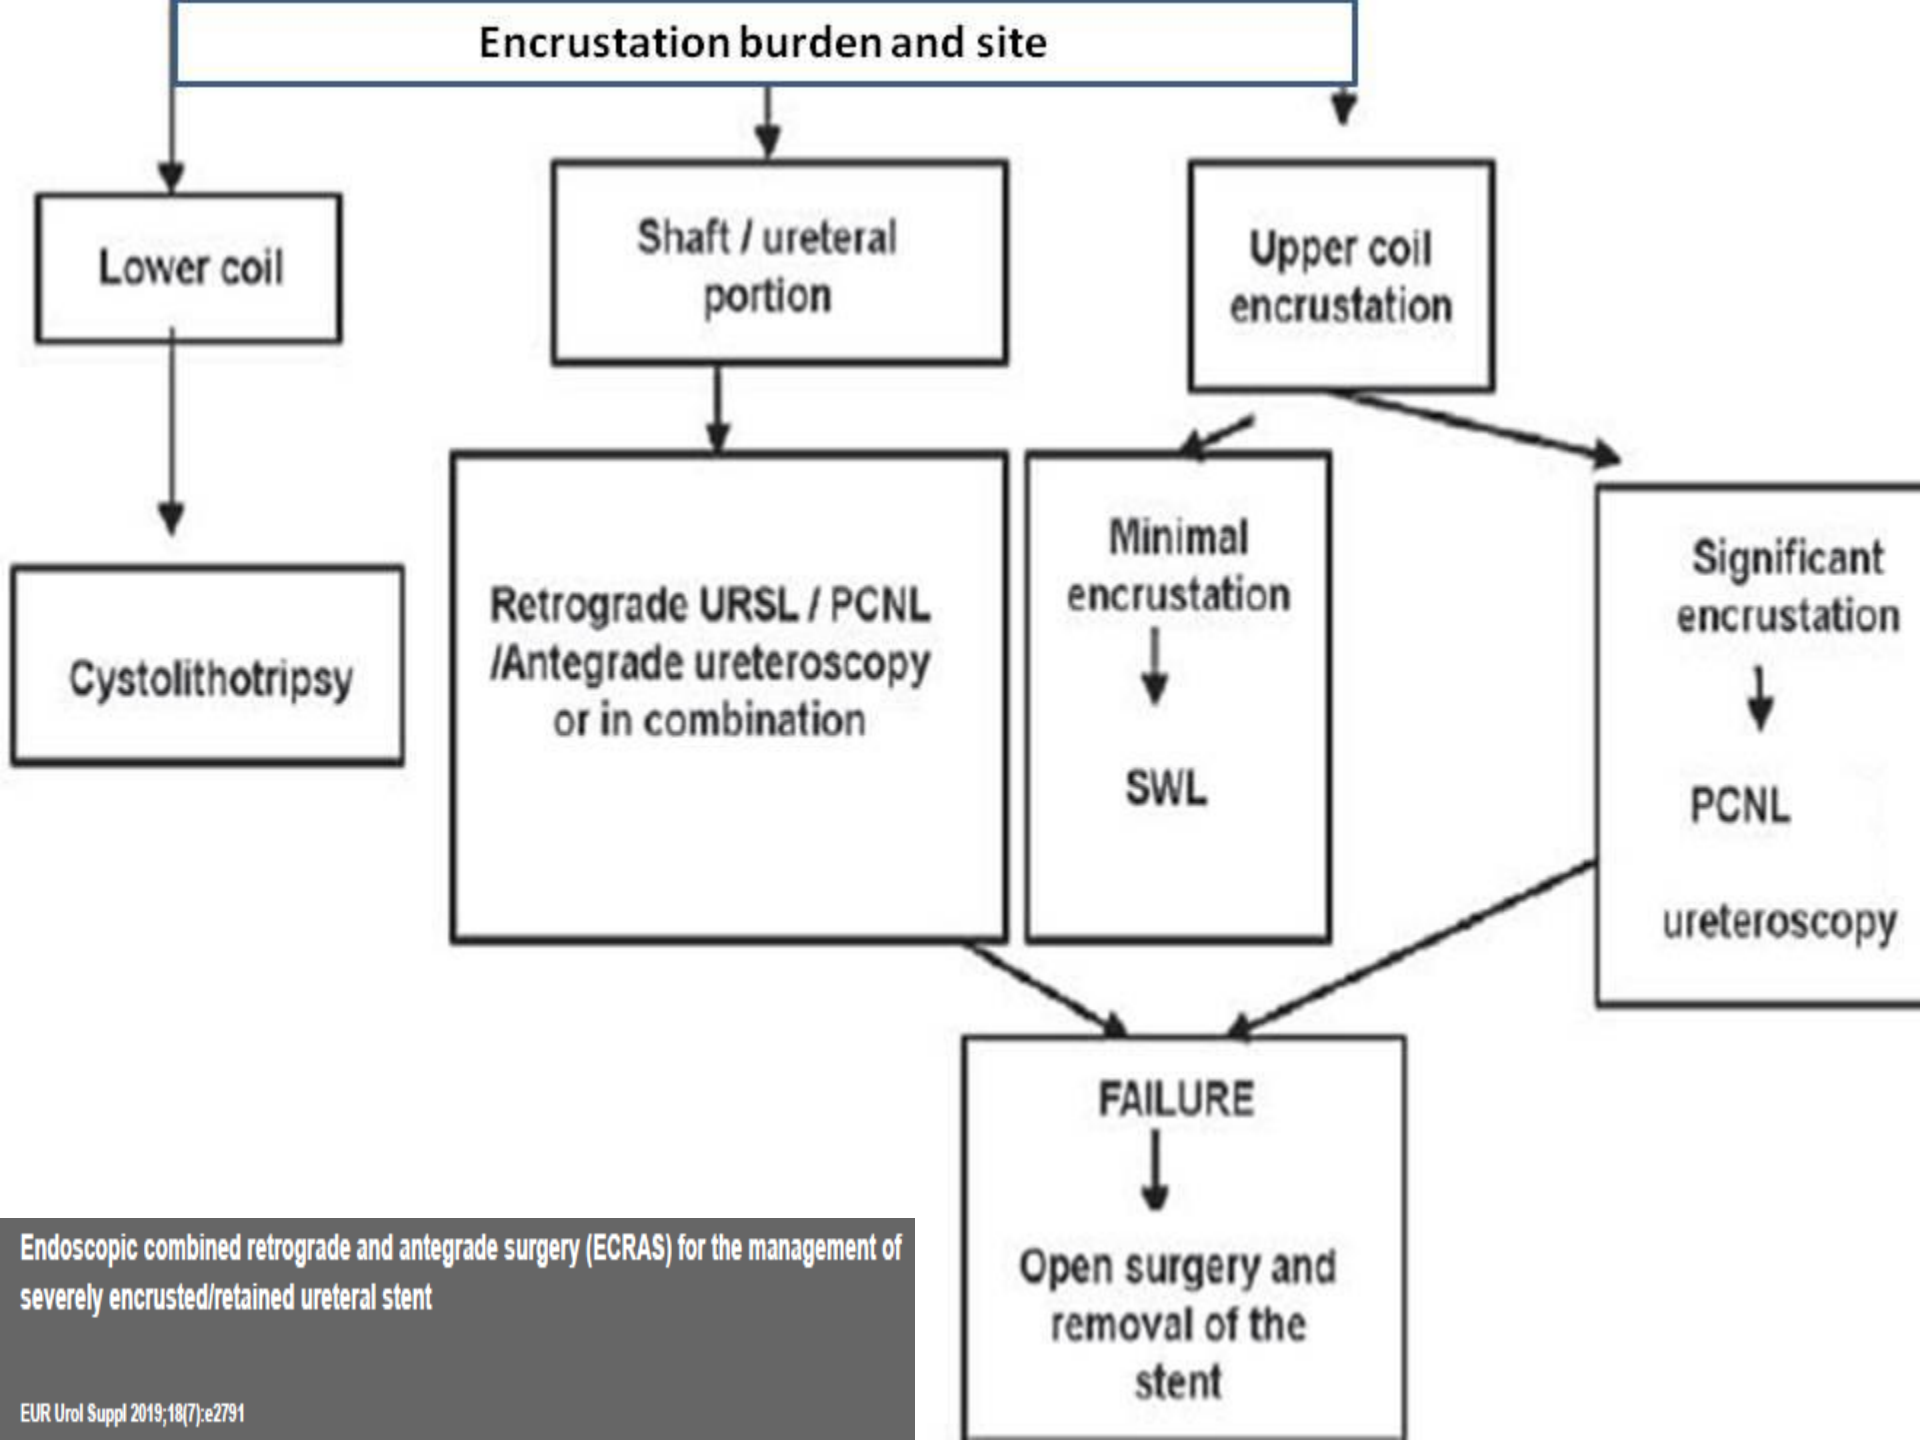 Encrustation burden and site
Lower coil
Shaft / ureteral
portion
Upper coil
encrustation
Cystolithotripsy
Retrograde URSL / PCNL
/Antegrade ureteroscopy
or in combination
Minimal
encrustation
SWL
Significant
encrustation
PCNL
ureteroscopy
FAILURE
Open surgery and
removal of the
stent
Endoscopic combined retrograde and antegrade surgery (ECRAS) for the management of
severely encrusted/retained ureteral stent
EUR Urol Suppl 2019;18(7):e2791